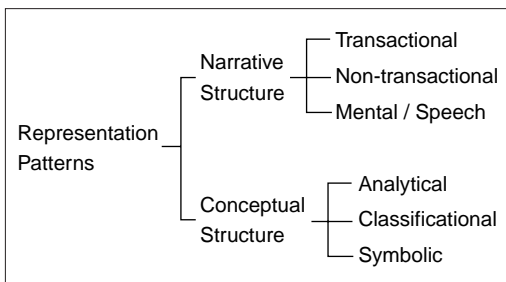 Representation
Patterns
Narrative
Structure
Transactional
Non-transactional
Mental / Speech
Conceptual
Structure
Analytical
Classificational
Symbolic